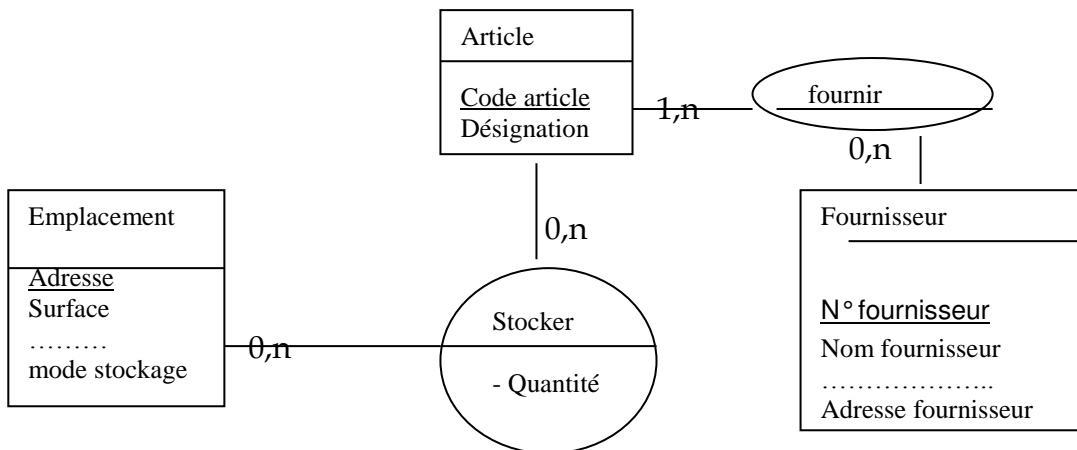 Article
Code article
Désignation
1,n
fournir
0,n
0,n
Emplacement
Adresse
Surface
………
mode stockage
0,n
Stocker
- Quantité
Fournisseur
N° fournisseur
Nom fournisseur
………………..
Adresse fournisseur